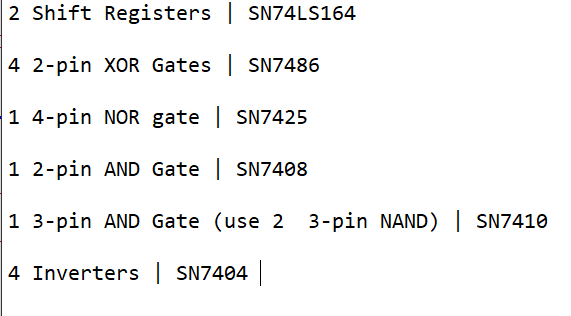 2 Shift Registers | SN74LS164
4 2-pin XOR Gates | SN7486
1 4-pin NOR gate | SN7425
1 2-pin AND Gate | SN7408
1 3-pin AND Gate (use 2  3-pin NAND) | SN7410
4 Inverters | SN7404